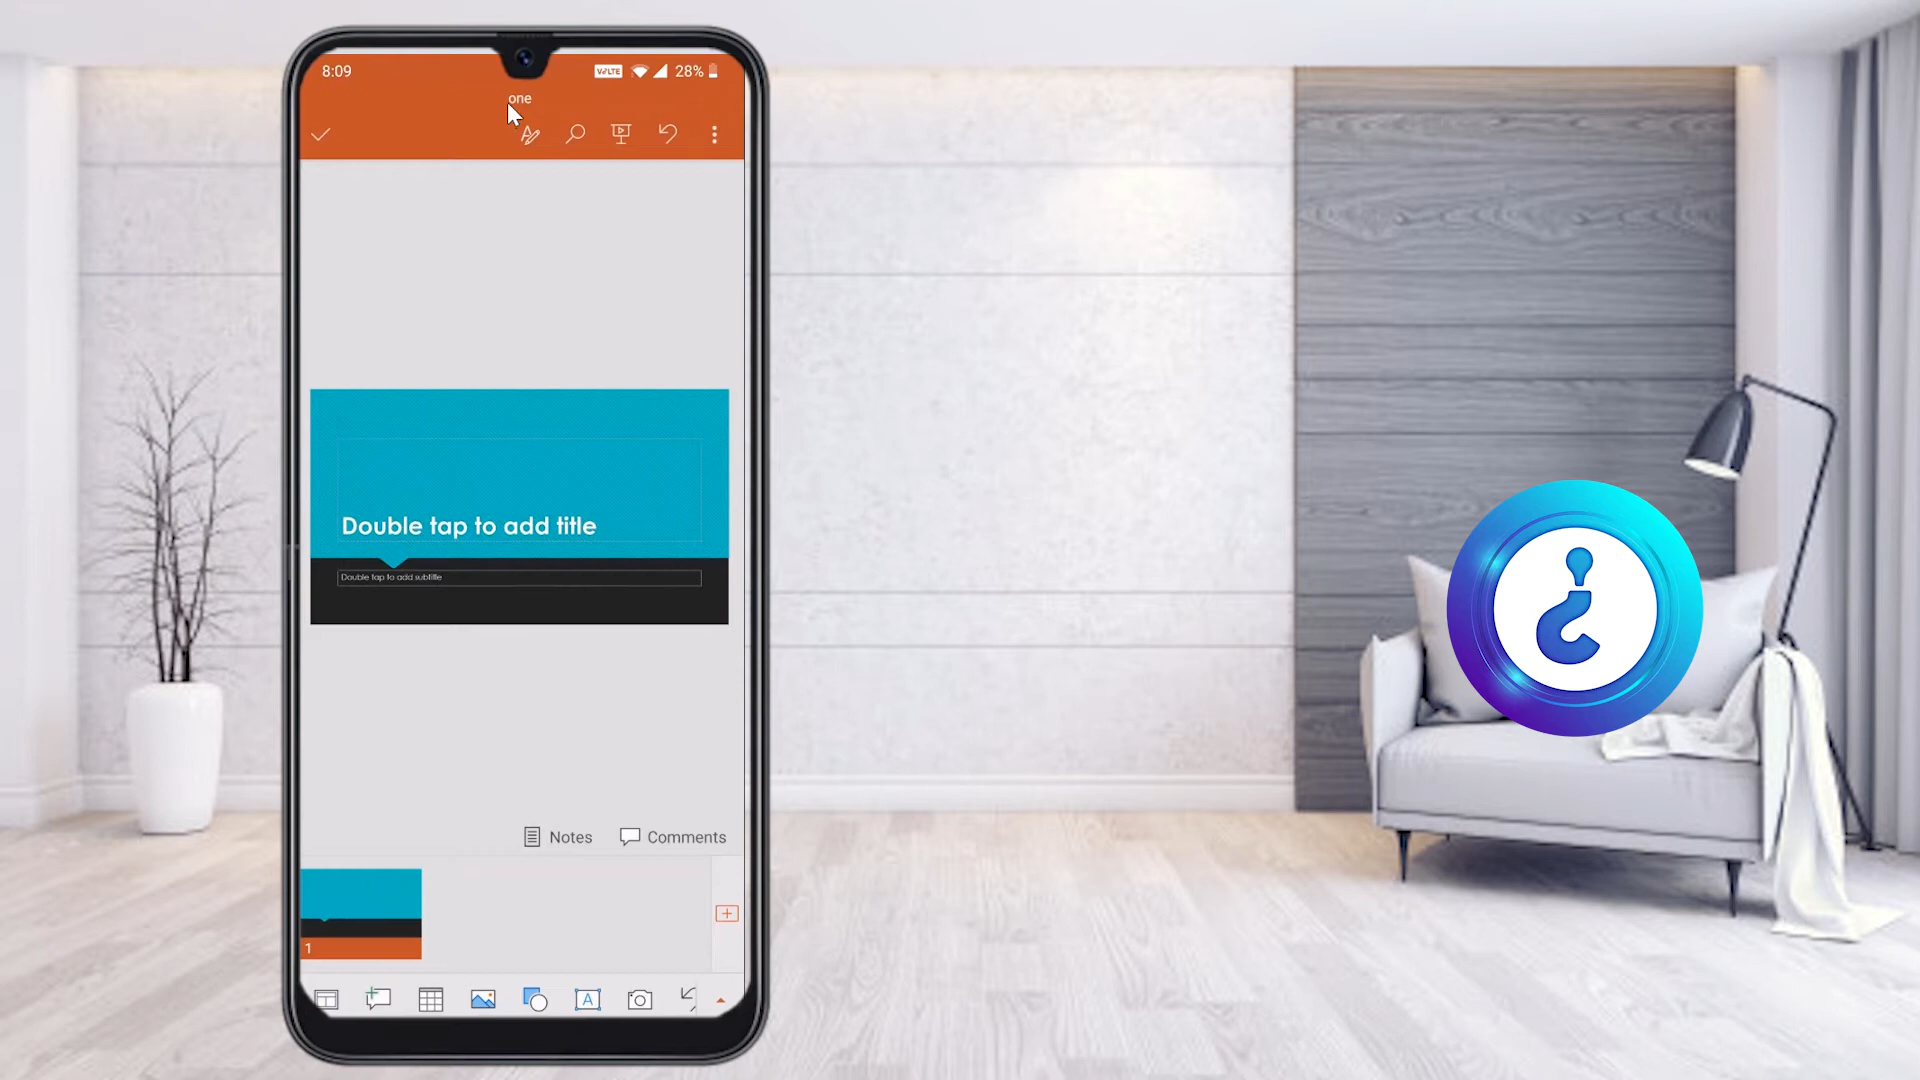 8:09
VoLTE
28%
one
Double tap to add title
Double tap to add subtitle
Notes
Comments
1